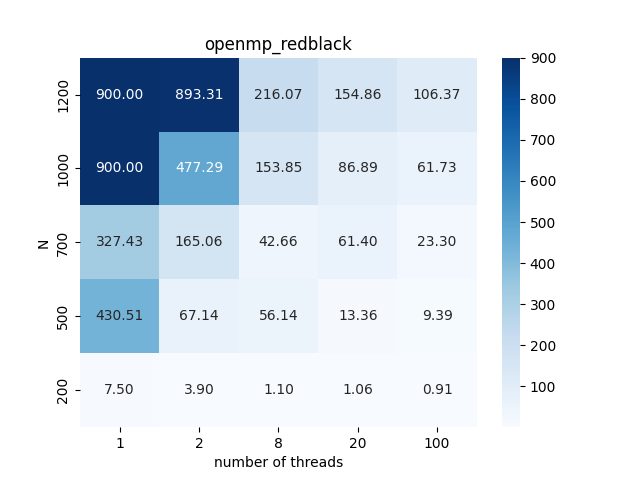 openmp_redblack
1200 900.00 893.31 216.07 154.86 106.37
1000 900.00 477.29 153.85 86.89 61.73
700 327.43 165.06 42.66 61.40 23.30
500 430.51 67.14 56.14 13.36 9.39
200 7.50 3.90 1.10 1.06 0.91
N
1 2 8 20 100
number of threads
900
800
700
600
500
400
300
200
100